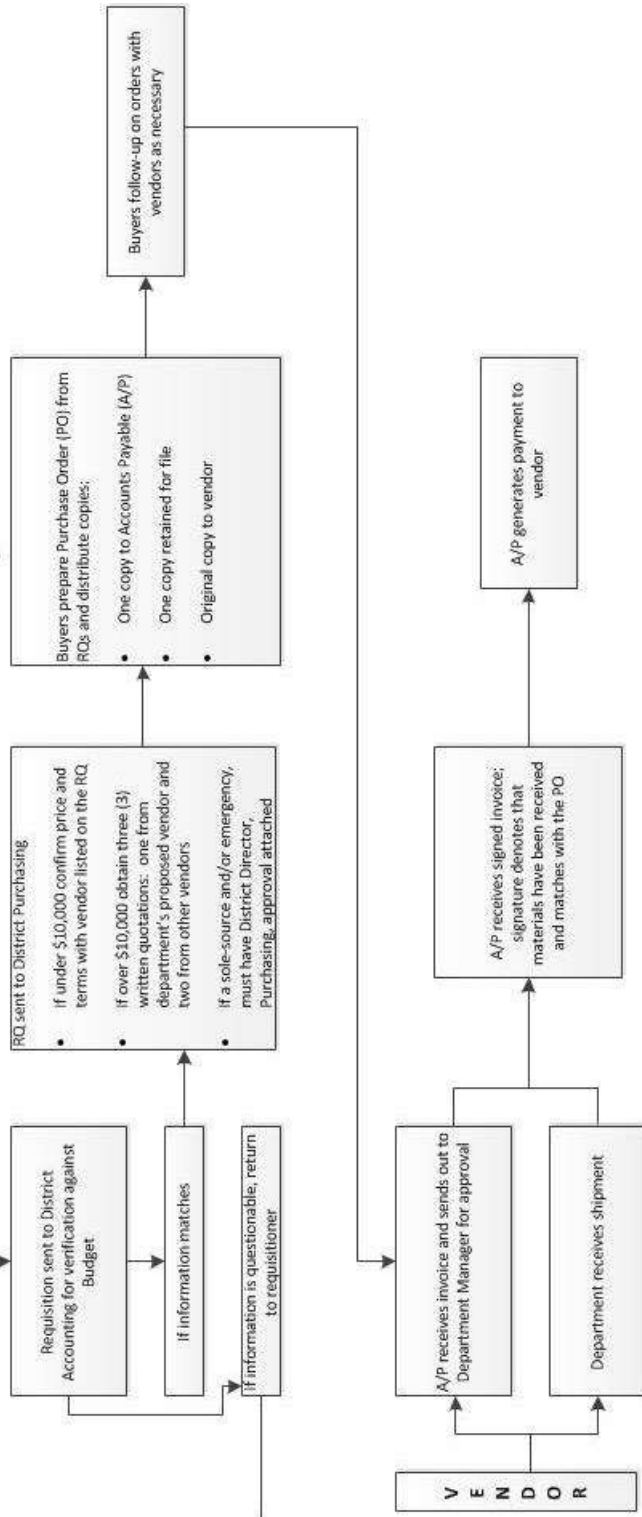 Requisition sent to District
Accounting for verification against
Budget
If information matches
If information is questionable, return
to requisitioner
RQ sent to District Purchasing
• If under $10,000 confirm price and
terms with vendor listed on the RQ
• If over $10,000 obtain three (3)
written quotations: one from
department's proposed vendor and
two from other vendors
• If a sole-source and/or emergency,
must have District Director,
Purchasing, approval attached
Buyers prepare Purchase Order (PO) from
RQs and distribute copies;
• One copy to Accounts Payable (A/P)
• One copy retained for file
• Original copy to vendor
Buyers follow-up on orders with
vendors as necessary
V
E
N
D
O
R
A/P receives invoice and sends out to
Department Manager for approval
Department receives shipment
A/P receives signed invoice;
signature denotes that
materials have been received
and matches with the PO
A/P generates payment to
vendor